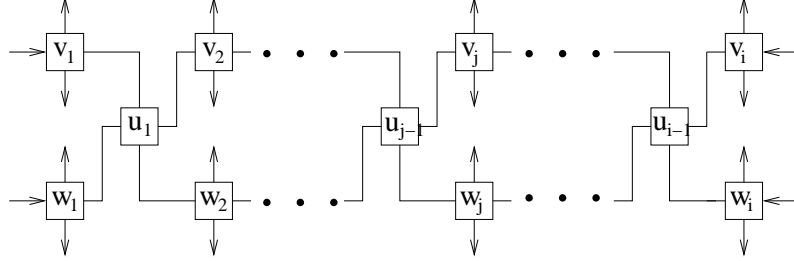 v₁ v₂ • • • vⱼ • • • vᵢ
u₁ uⱼ₋₁ uᵢ₋₁
w₁ w₂ • • • wⱼ • • • wᵢ